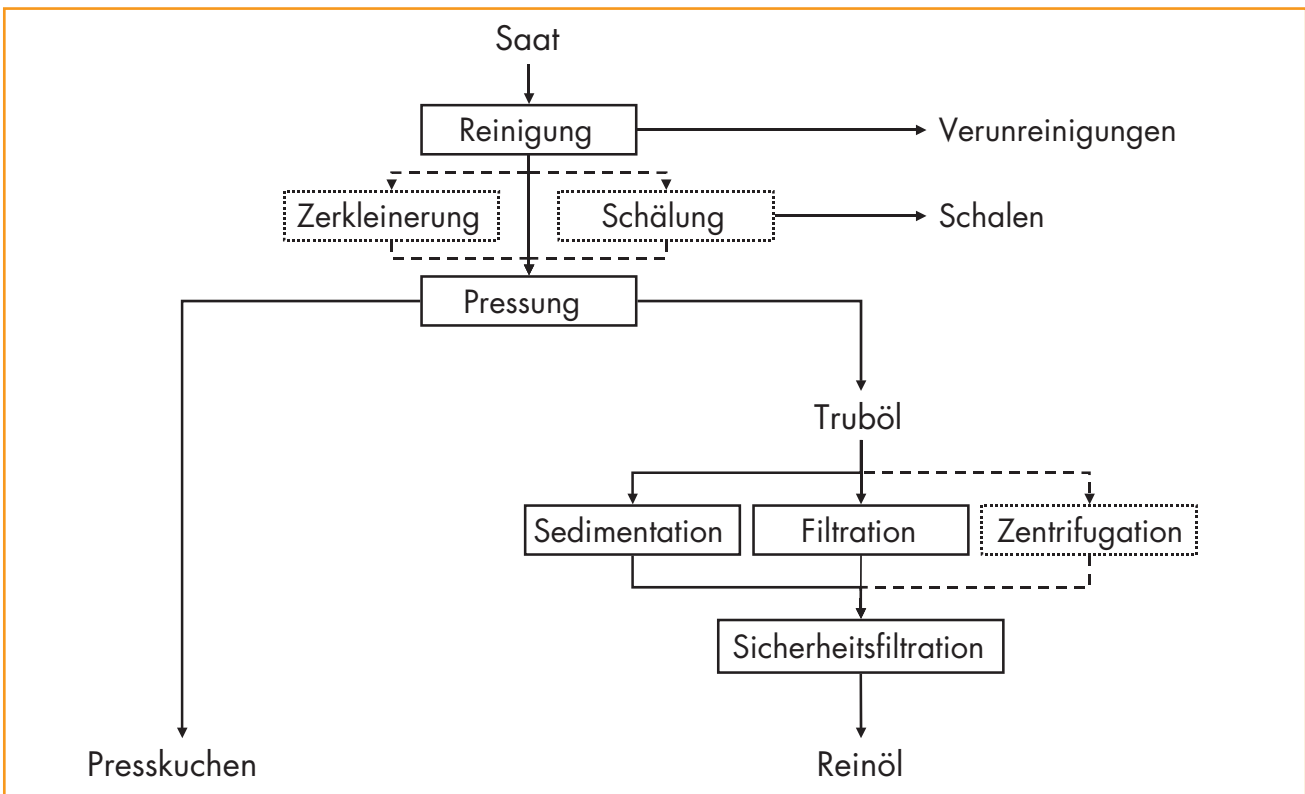 Saat
Reinigung
Verunreinigungen
Zerkleinerung
Schälung
Schalen
Pressung
Truböl
Sedimentation
Filtration
Zentrifugation
Sicherheitsfiltration
Presskuchen
Reinöl